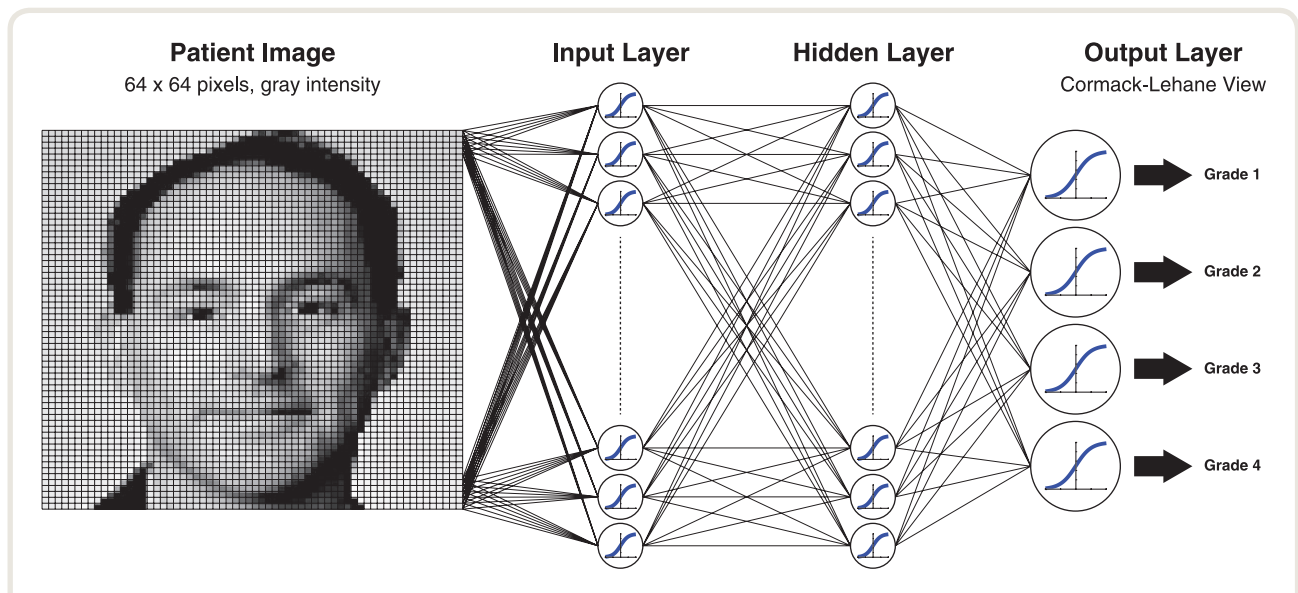 Patient Image
64 x 64 pixels, gray intensity
Input Layer
Hidden Layer
Output Layer
Cormack-Lehane View
Grade 1
Grade 2
Grade 3
Grade 4